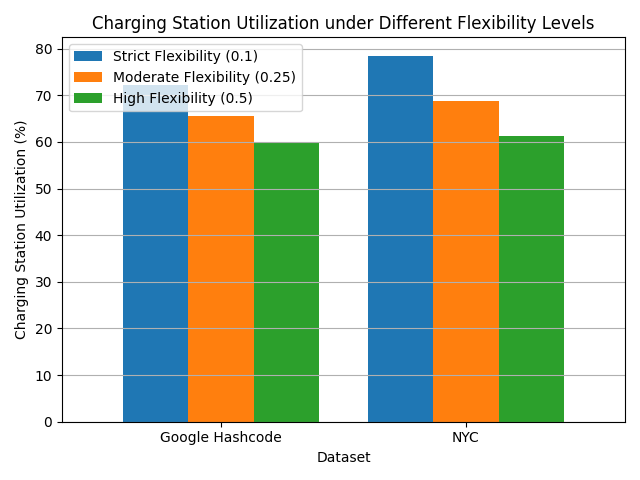 Charging Station Utilization under Different Flexibility Levels
Strict Flexibility (0.1)
Moderate Flexibility (0.25)
High Flexibility (0.5)
Charging Station Utilization (%)
80
70
60
50
40
30
20
10
0
Google Hashcode
NYC
Dataset